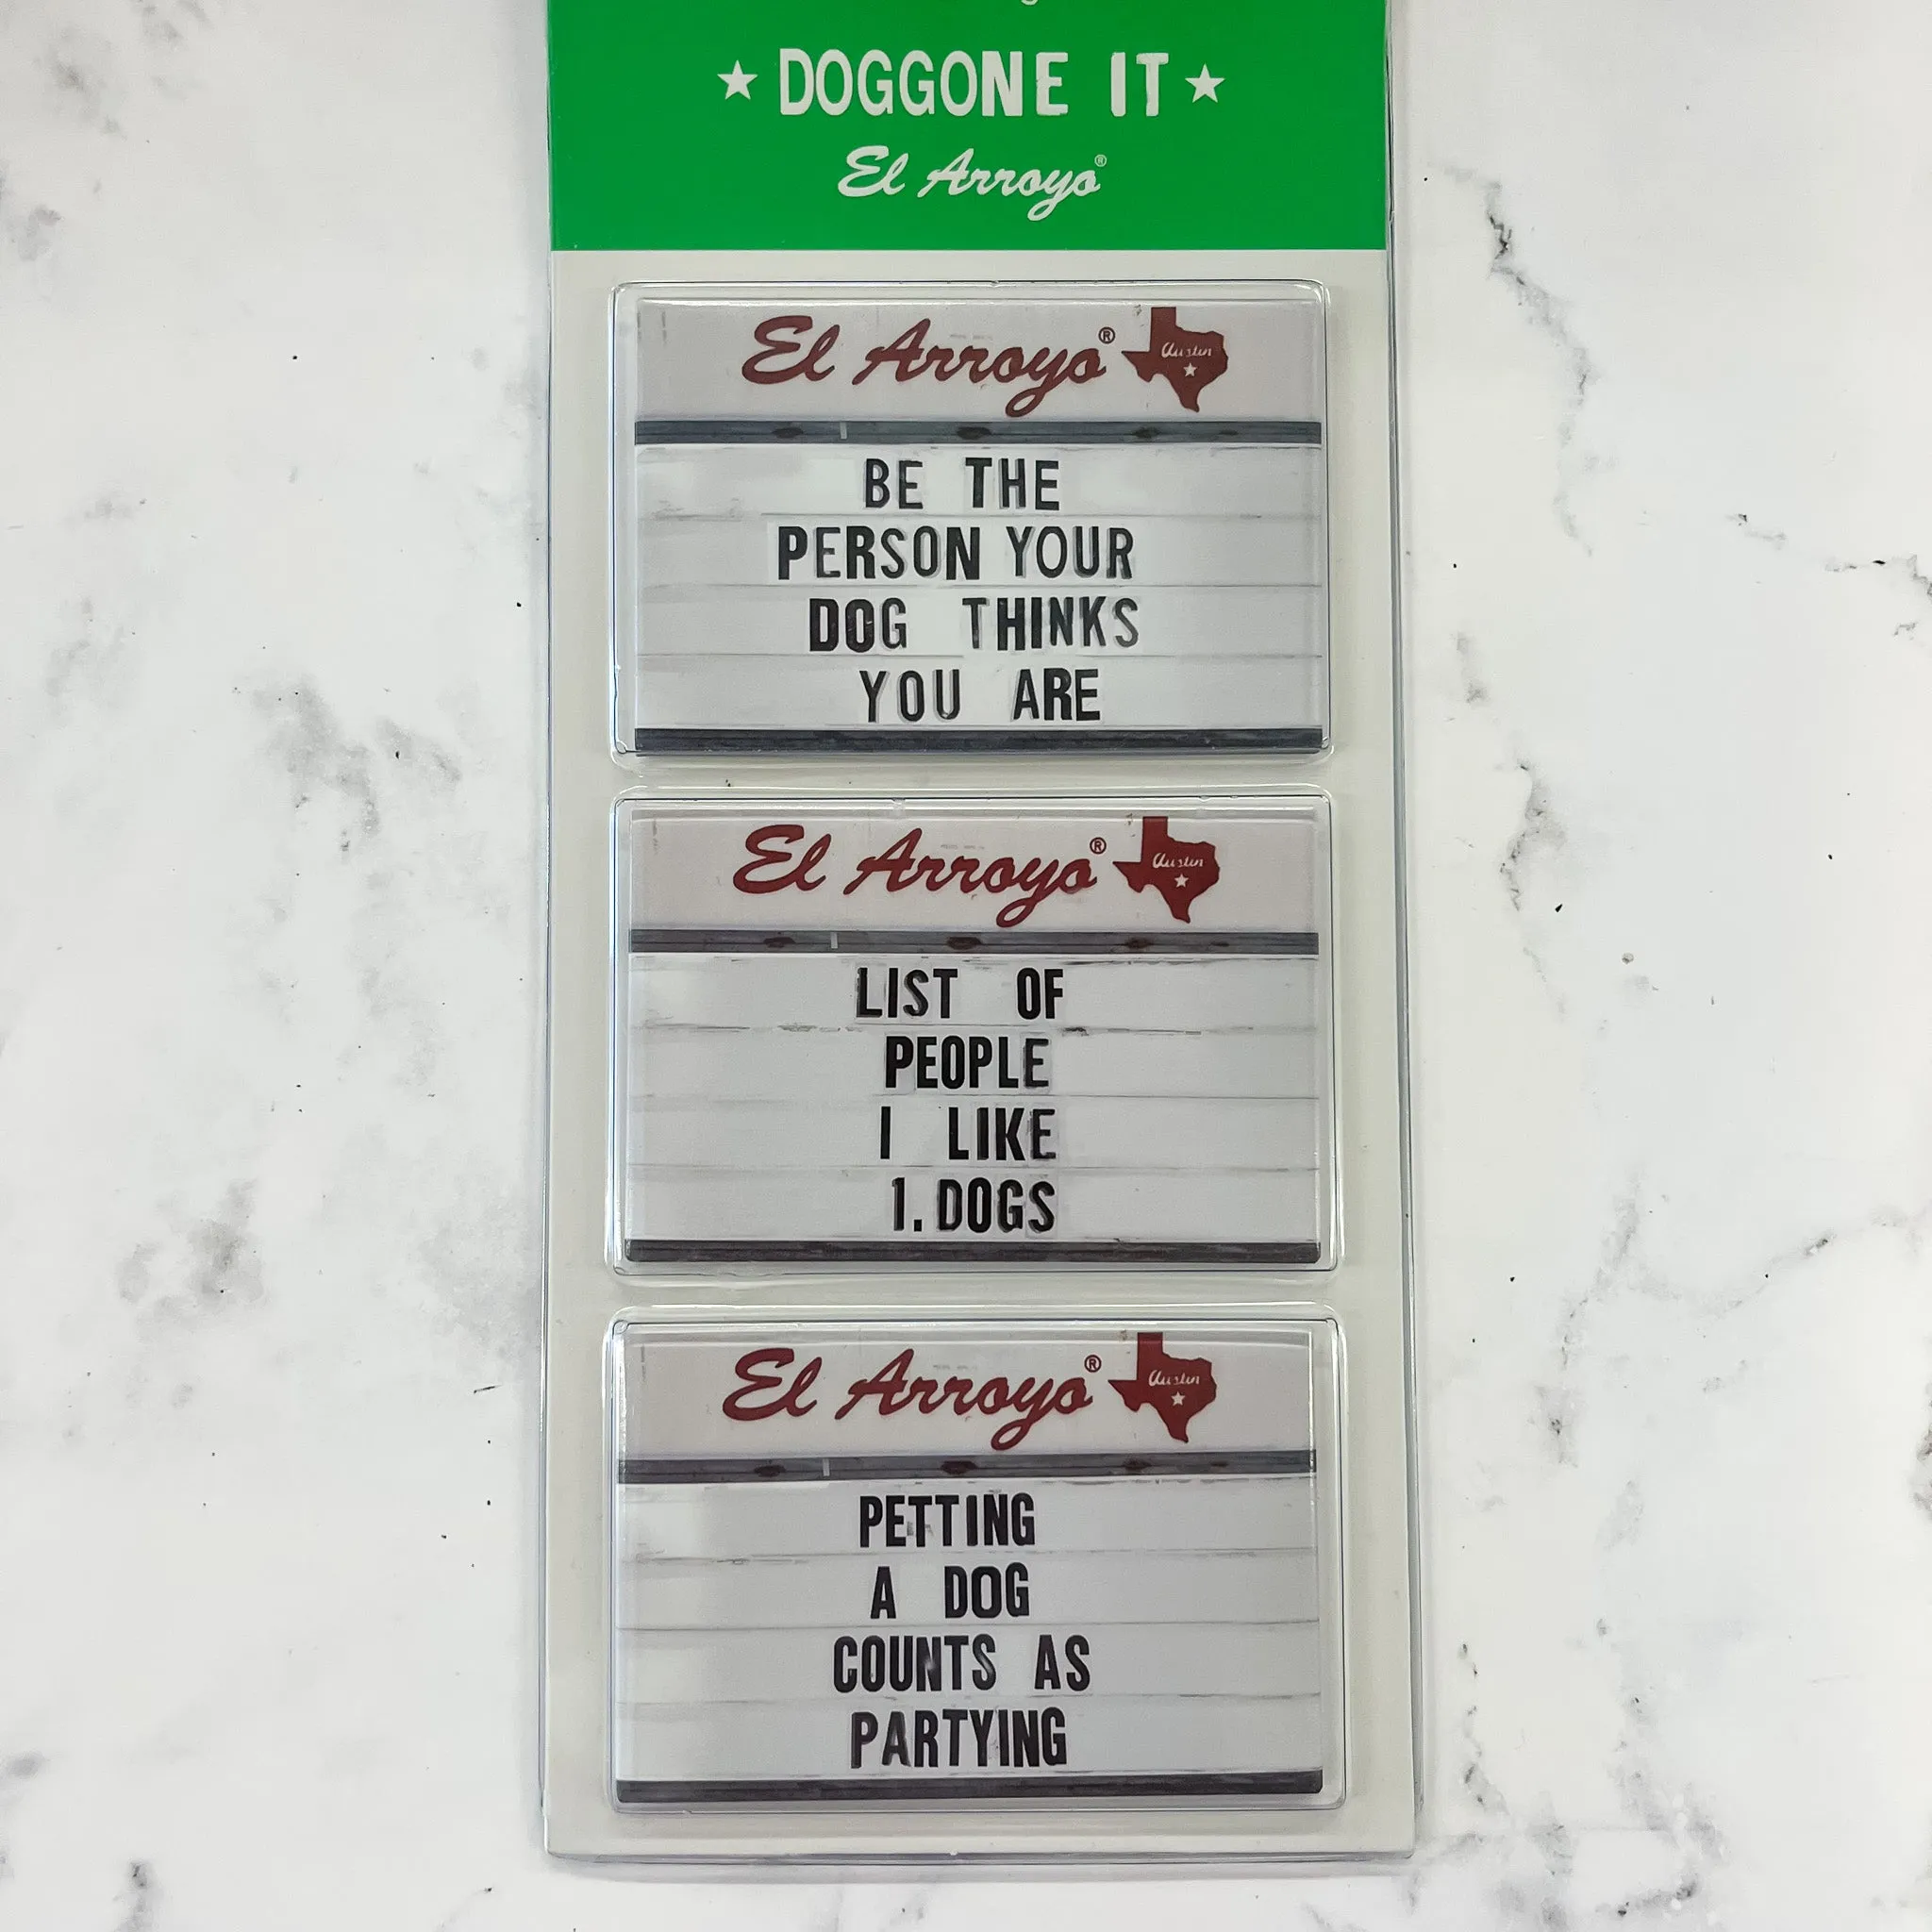 ★ DOGGONE IT ★
El Arroyo®
El Arroyo® Austin
BE THE
PERSON YOUR
DOG THINKS
YOU ARE
El Arroyo® Austin
LIST OF
PEOPLE
I LIKE
1. DOGS
El Arroyo® Austin
PETTING
A DOG
COUNTS AS
PARTYING